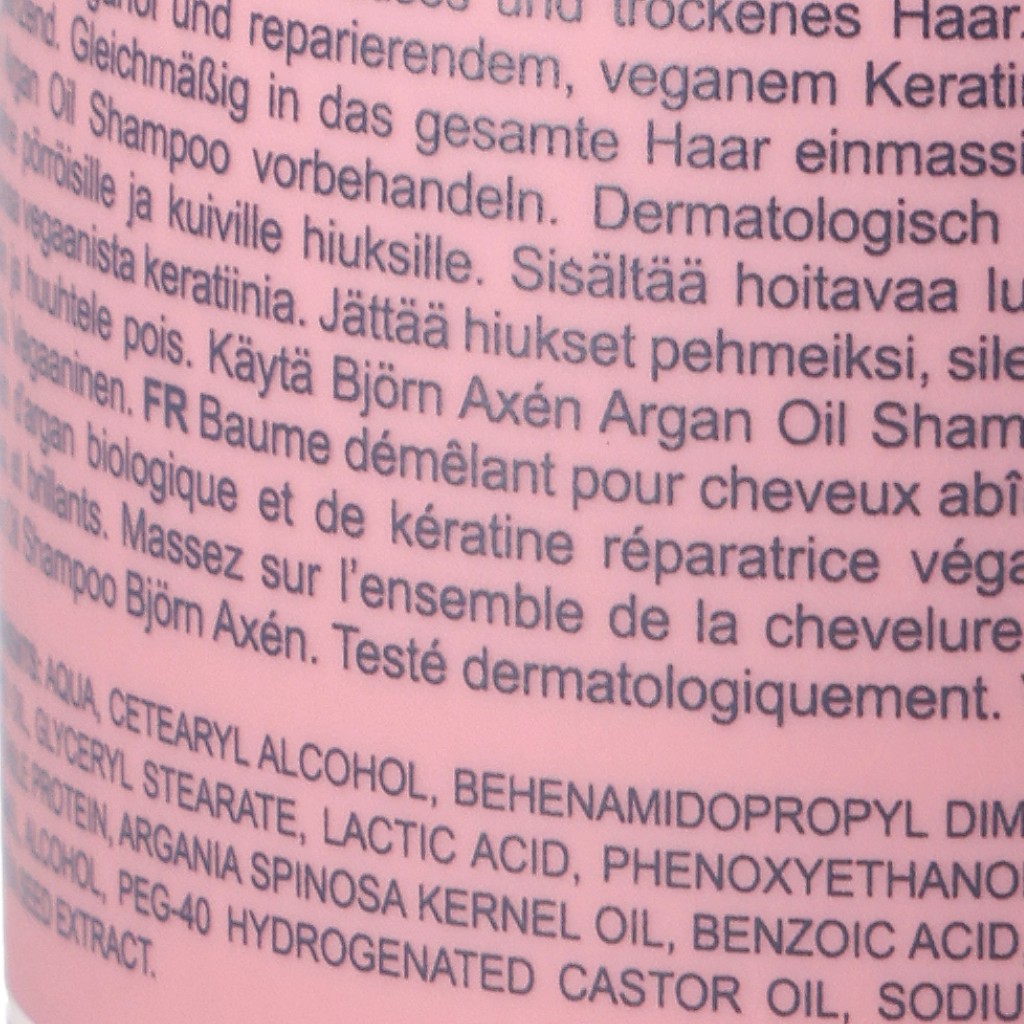 und trockenes Haar.
und reparierendem, veganem Kerati
Gleichmäßig in das gesamte Haar einmassi
Oil Shampoo vorbehandeln. Dermatologisch
pörröisille ja kuiville hiuksille. Sisältää hoitavaa lu
vegaanista keratiinia. Jättää hiukset pehmeiksi, sile
ja huuhtele pois. Käytä Björn Axén Argan Oil Sham
Vegaaninen. FR Baume démêlant pour cheveux abî
d'argan biologique et de kératine réparatrice véga
et brillants. Massez sur l'ensemble de la chevelure
Shampoo Björn Axén. Testé dermatologiquement.
AQUA, CETEARYL ALCOHOL, BEHENAMIDOPROPYL DIM
GLYCERYL STEARATE, LACTIC ACID, PHENOXYETHANO
PROTEIN, ARGANIA SPINOSA KERNEL OIL, BENZOIC ACID
ALCOHOL, PEG-40 HYDROGENATED CASTOR OIL, SODIU
SEED EXTRACT.